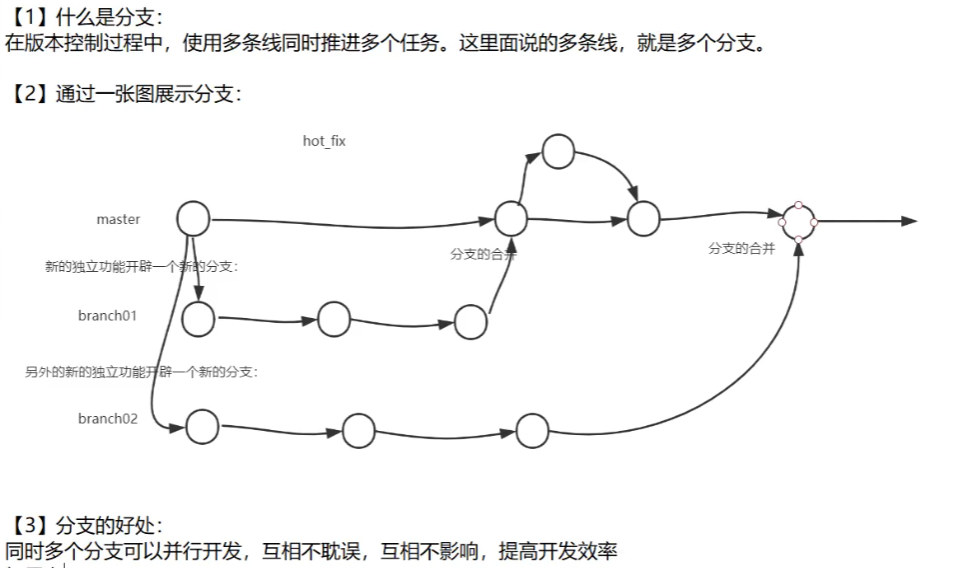 【1】什么是分支：
在版本控制过程中，使用多条线同时推进多个任务。这里面说的多条线，就是多个分支。
【2】通过一张图展示分支：
hot_fix
master
分支的合并
分支的合并
新的独立功能开辟一个新的分支：
branch01
另外的新的独立功能开辟一个新的分支：
branch02
【3】分支的好处：
同时多个分支可以并行开发，互相不耽误，互相不影响，提高开发效率